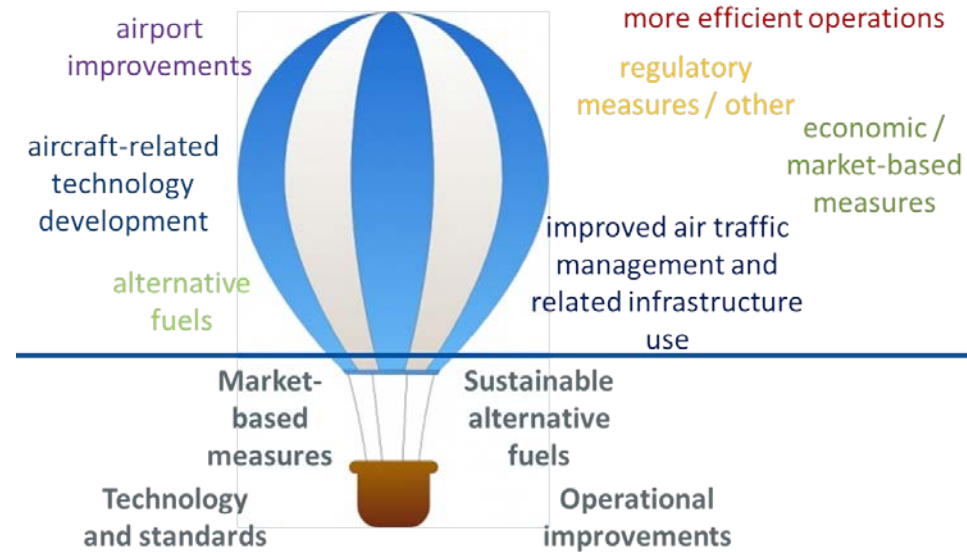 airport
improvements
more efficient operations
regulatory
measures / other
economic /
market-based
measures
aircraft-related
technology
development
improved air traffic
management and
related infrastructure
use
alternative
fuels
Market-
based
measures
Sustainable
alternative
fuels
Technology
and standards
Operational
improvements